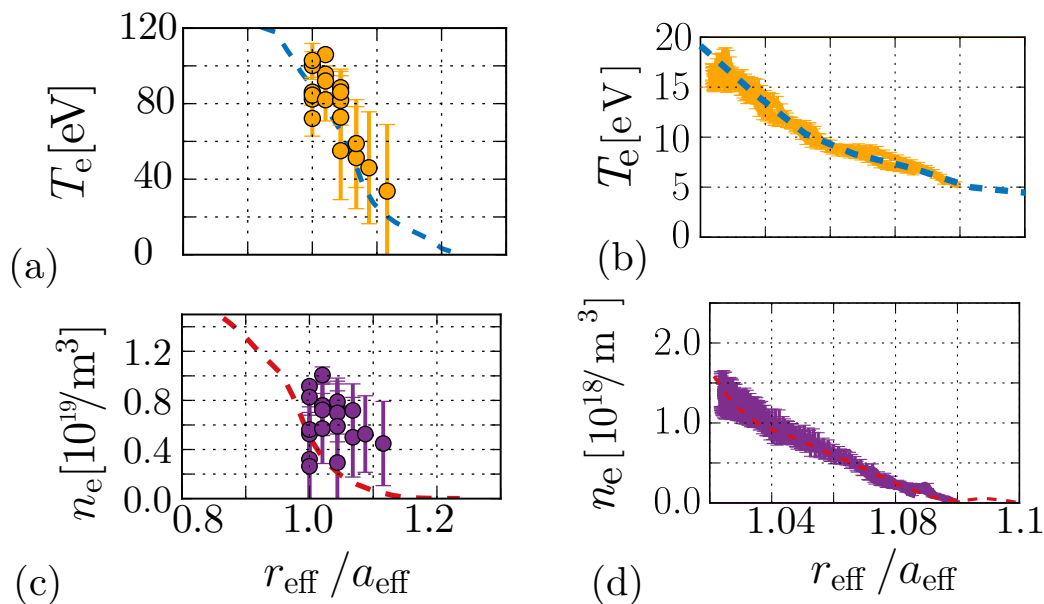 120
80
40
0
T_e [eV]
(a)
20
15
10
5
0
T_e [eV]
(b)
1.2
0.8
0.4
0.0
n_e [10^19/m^3]
0.8 1.0 1.2
r_eff / a_eff
(c)
2.0
1.0
0.0
n_e [10^18/m^3]
1.04 1.08 1.1
r_eff / a_eff
(d)